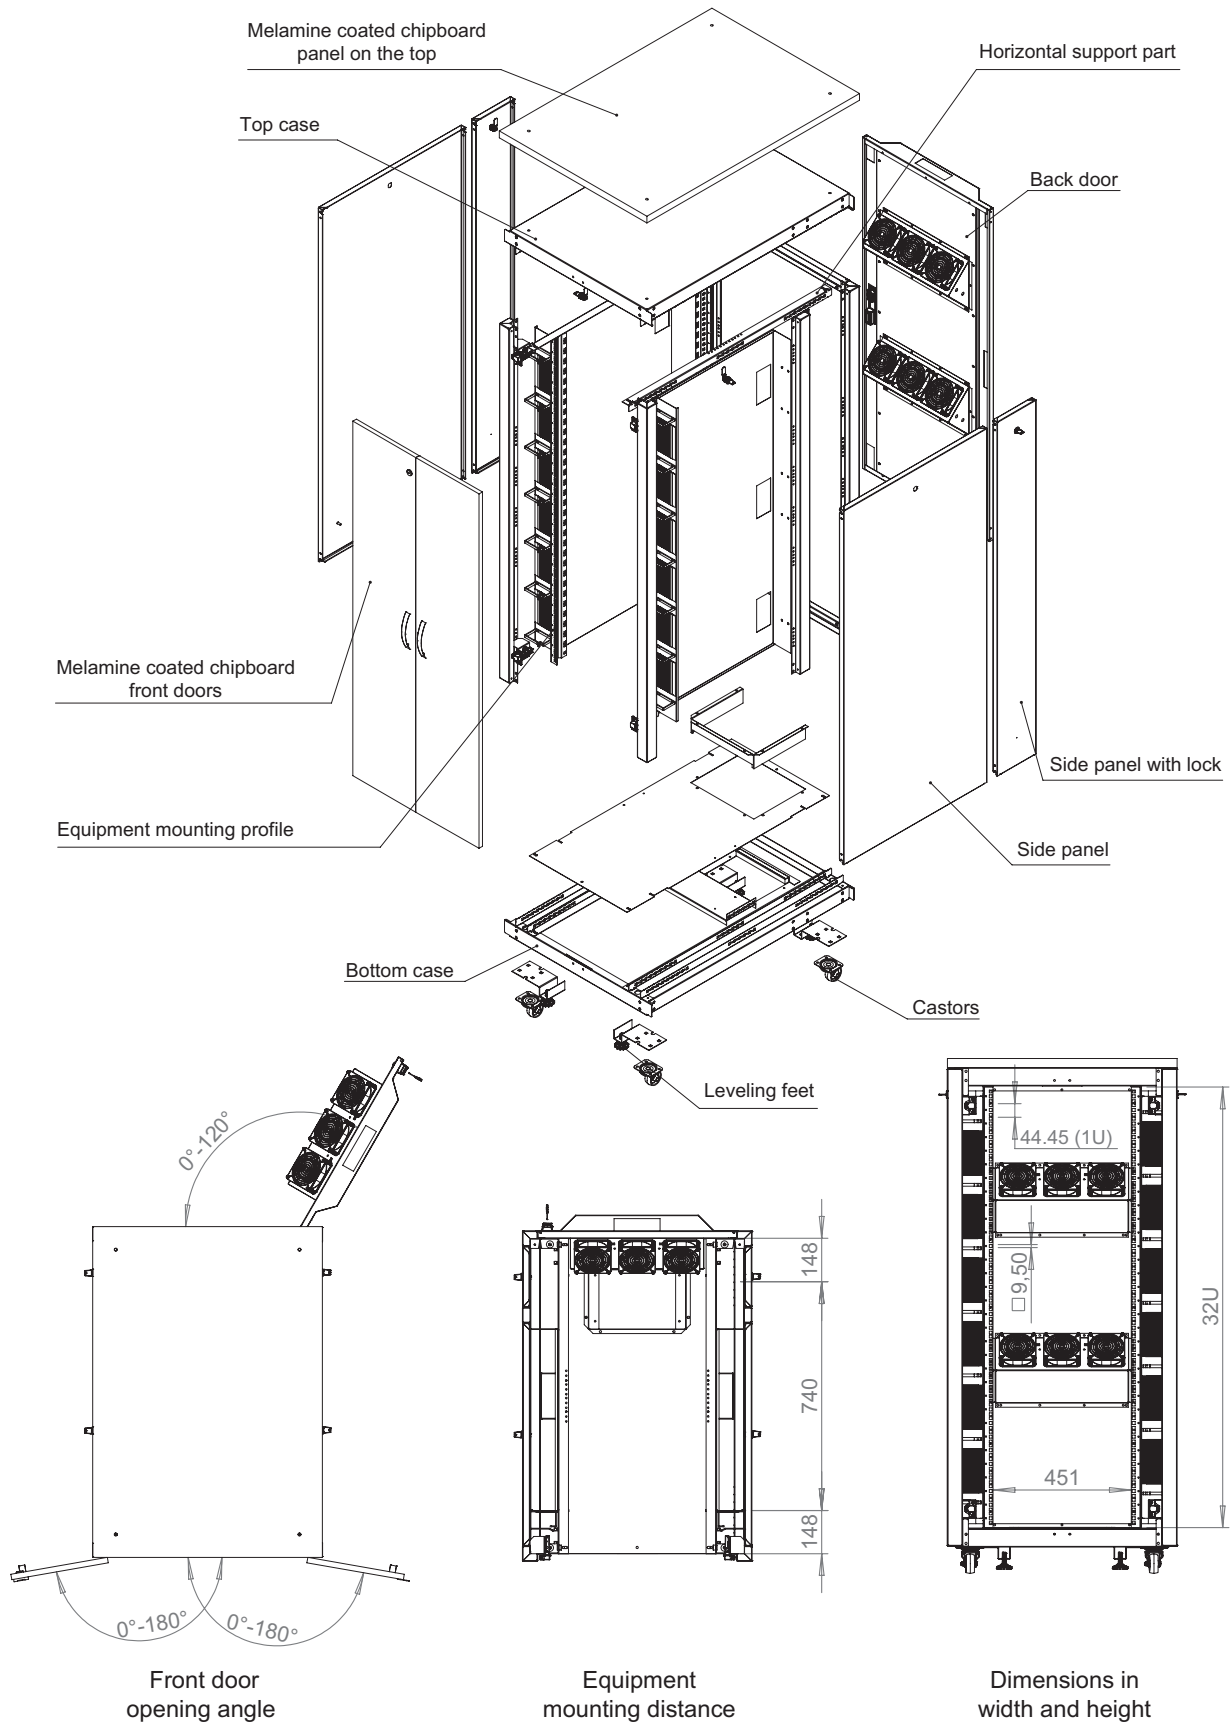 Melamine coated chipboard
panel on the top
Horizontal support part
Top case
Back door
Melamine coated chipboard
front doors
Side panel with lock
Equipment mounting profile
Side panel
Bottom case
Castors
Leveling feet
0°-120°
44.45 (1U)
148
□9,50
32U
740
451
148
0°-180°
0°-180°
Front door
opening angle
Equipment
mounting distance
Dimensions in
width and height